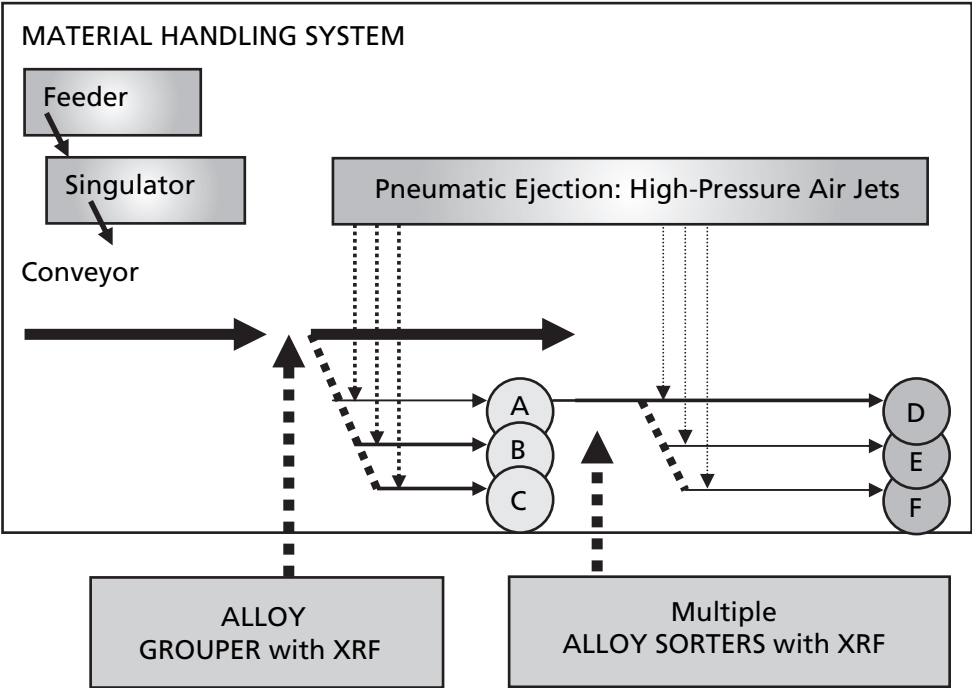 MATERIAL HANDLING SYSTEM
Feeder
Singulator
Pneumatic Ejection: High-Pressure Air Jets
Conveyor
A
B
C
D
E
F
ALLOY
GROUPER with XRF
Multiple
ALLOY SORTERS with XRF